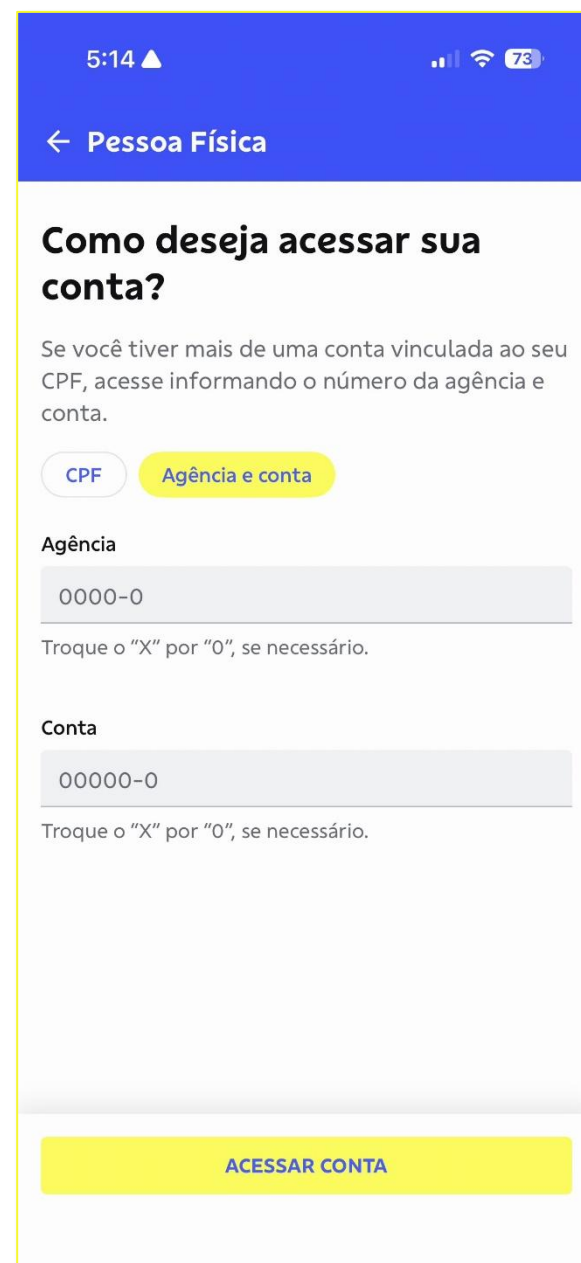 5:14
73
Pessoa Física
Como deseja acessar sua
conta?
Se você tiver mais de uma conta vinculada ao seu
CPF, acesse informando o número da agência e
conta.
CPF Agência e conta
Agência
0000-0
Troque o "X" por "0", se necessário.
Conta
00000-0
Troque o "X" por "0", se necessário.
ACESSAR CONTA